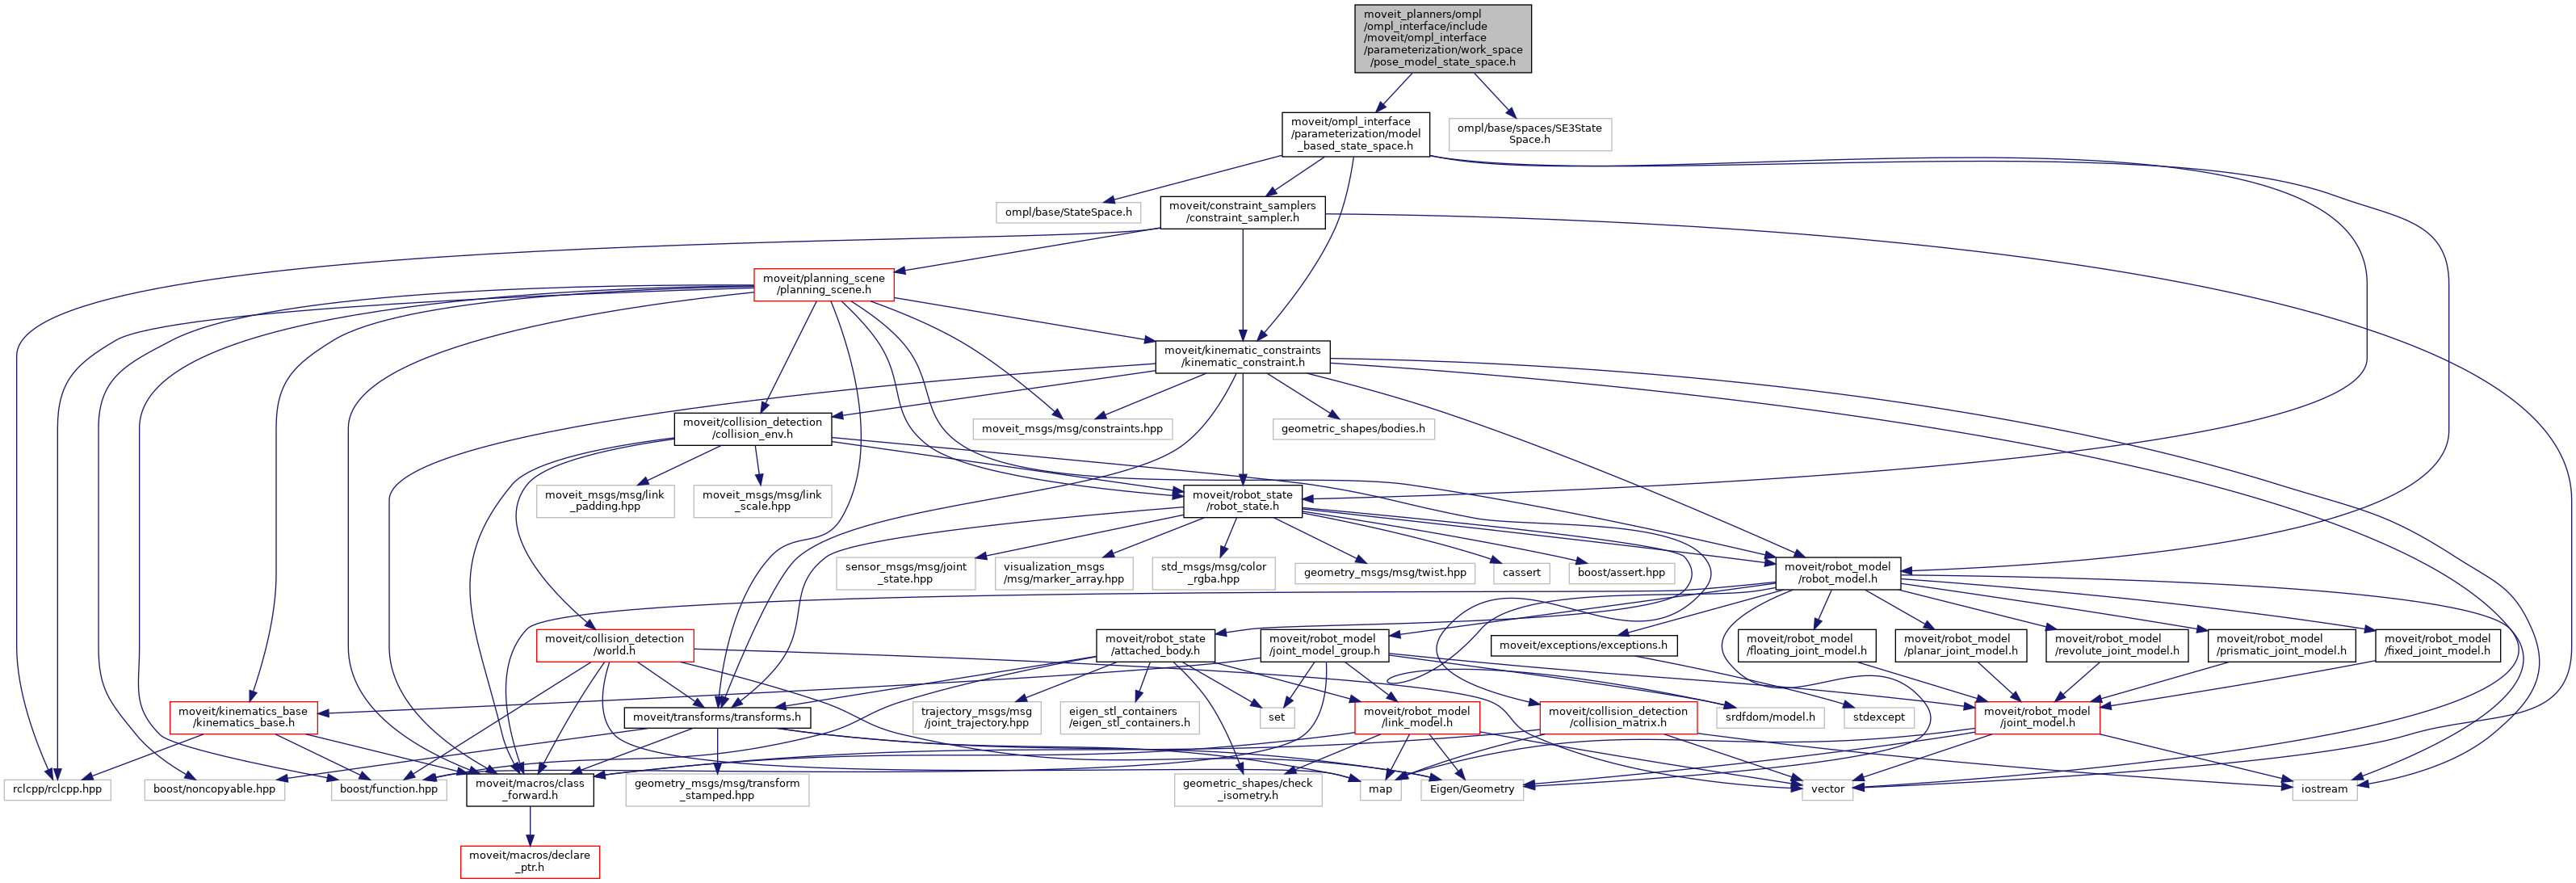 moveit_planners/ompl
/ompl_interface/include
/moveit/ompl_interface
/parameterization/work_space
/pose_model_state_space.h
moveit/ompl_interface
/parameterization/model
_based_state_space.h
ompl/base/spaces/SE3State
Space.h
ompl/base/StateSpace.h
moveit/constraint_samplers
/constraint_sampler.h
moveit/planning_scene
/planning_scene.h
moveit/kinematic_constraints
/kinematic_constraint.h
moveit/collision_detection
/collision_env.h
moveit_msgs/msg/constraints.hpp
geometric_shapes/bodies.h
moveit_msgs/msg/link
_padding.hpp
moveit_msgs/msg/link
_scale.hpp
moveit/robot_state
/robot_state.h
sensor_msgs/msg/joint
_state.hpp
visualization_msgs
/msg/marker_array.hpp
std_msgs/msg/color
_rgba.hpp
geometry_msgs/msg/twist.hpp
cassert
boost/assert.hpp
moveit/robot_model
/robot_model.h
moveit/collision_detection
/world.h
moveit/robot_state
/attached_body.h
moveit/robot_model
/joint_model_group.h
moveit/exceptions/exceptions.h
moveit/robot_model
/floating_joint_model.h
moveit/robot_model
/planar_joint_model.h
moveit/robot_model
/revolute_joint_model.h
moveit/robot_model
/prismatic_joint_model.h
moveit/robot_model
/fixed_joint_model.h
moveit/kinematics_base
/kinematics_base.h
moveit/transforms/transforms.h
trajectory_msgs/msg
/joint_trajectory.hpp
eigen_stl_containers
/eigen_stl_containers.h
set
moveit/robot_model
/link_model.h
moveit/collision_detection
/collision_matrix.h
srdfdom/model.h
stdexcept
moveit/robot_model
/joint_model.h
rclcpp/rclcpp.hpp
boost/noncopyable.hpp
boost/function.hpp
moveit/macros/class
_forward.h
geometry_msgs/msg/transform
_stamped.hpp
geometric_shapes/check
_isometry.h
map
Eigen/Geometry
vector
iostream
moveit/macros/declare
_ptr.h